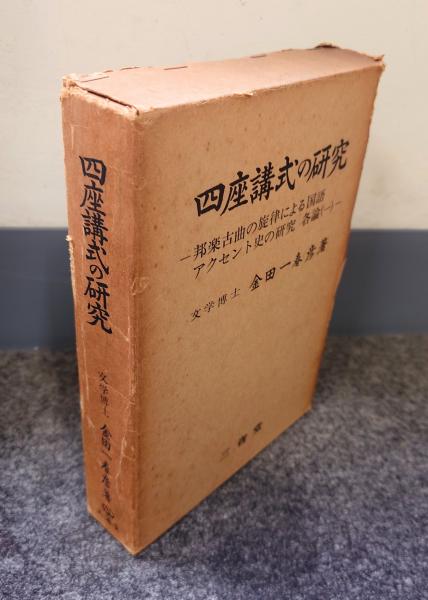 四座講式の研究
―邦楽古曲の旋律による国語
アクセント史の研究 各論(一)―
文学博士 金田一春彦著
三省堂
四座講式の研究
文学博士 金田一春彦著